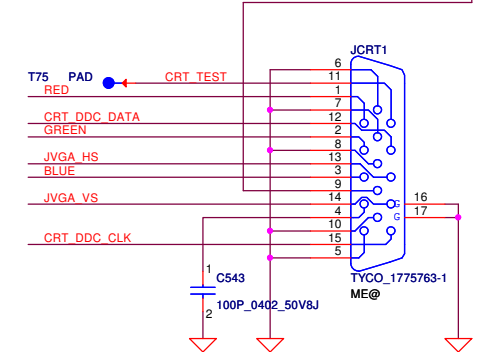 JCRT1
6
T75 PAD CRT_TEST 11
RED 1
7
CRT_DDC_DATA 12
GREEN 2
8
JVGA_HS 13
BLUE 3
9
JVGA_VS 14 G 16
4 G 17
10
CRT_DDC_CLK 15
5
1 C543 TYCO_1775763-1
ME@
100P_0402_50V8J
2